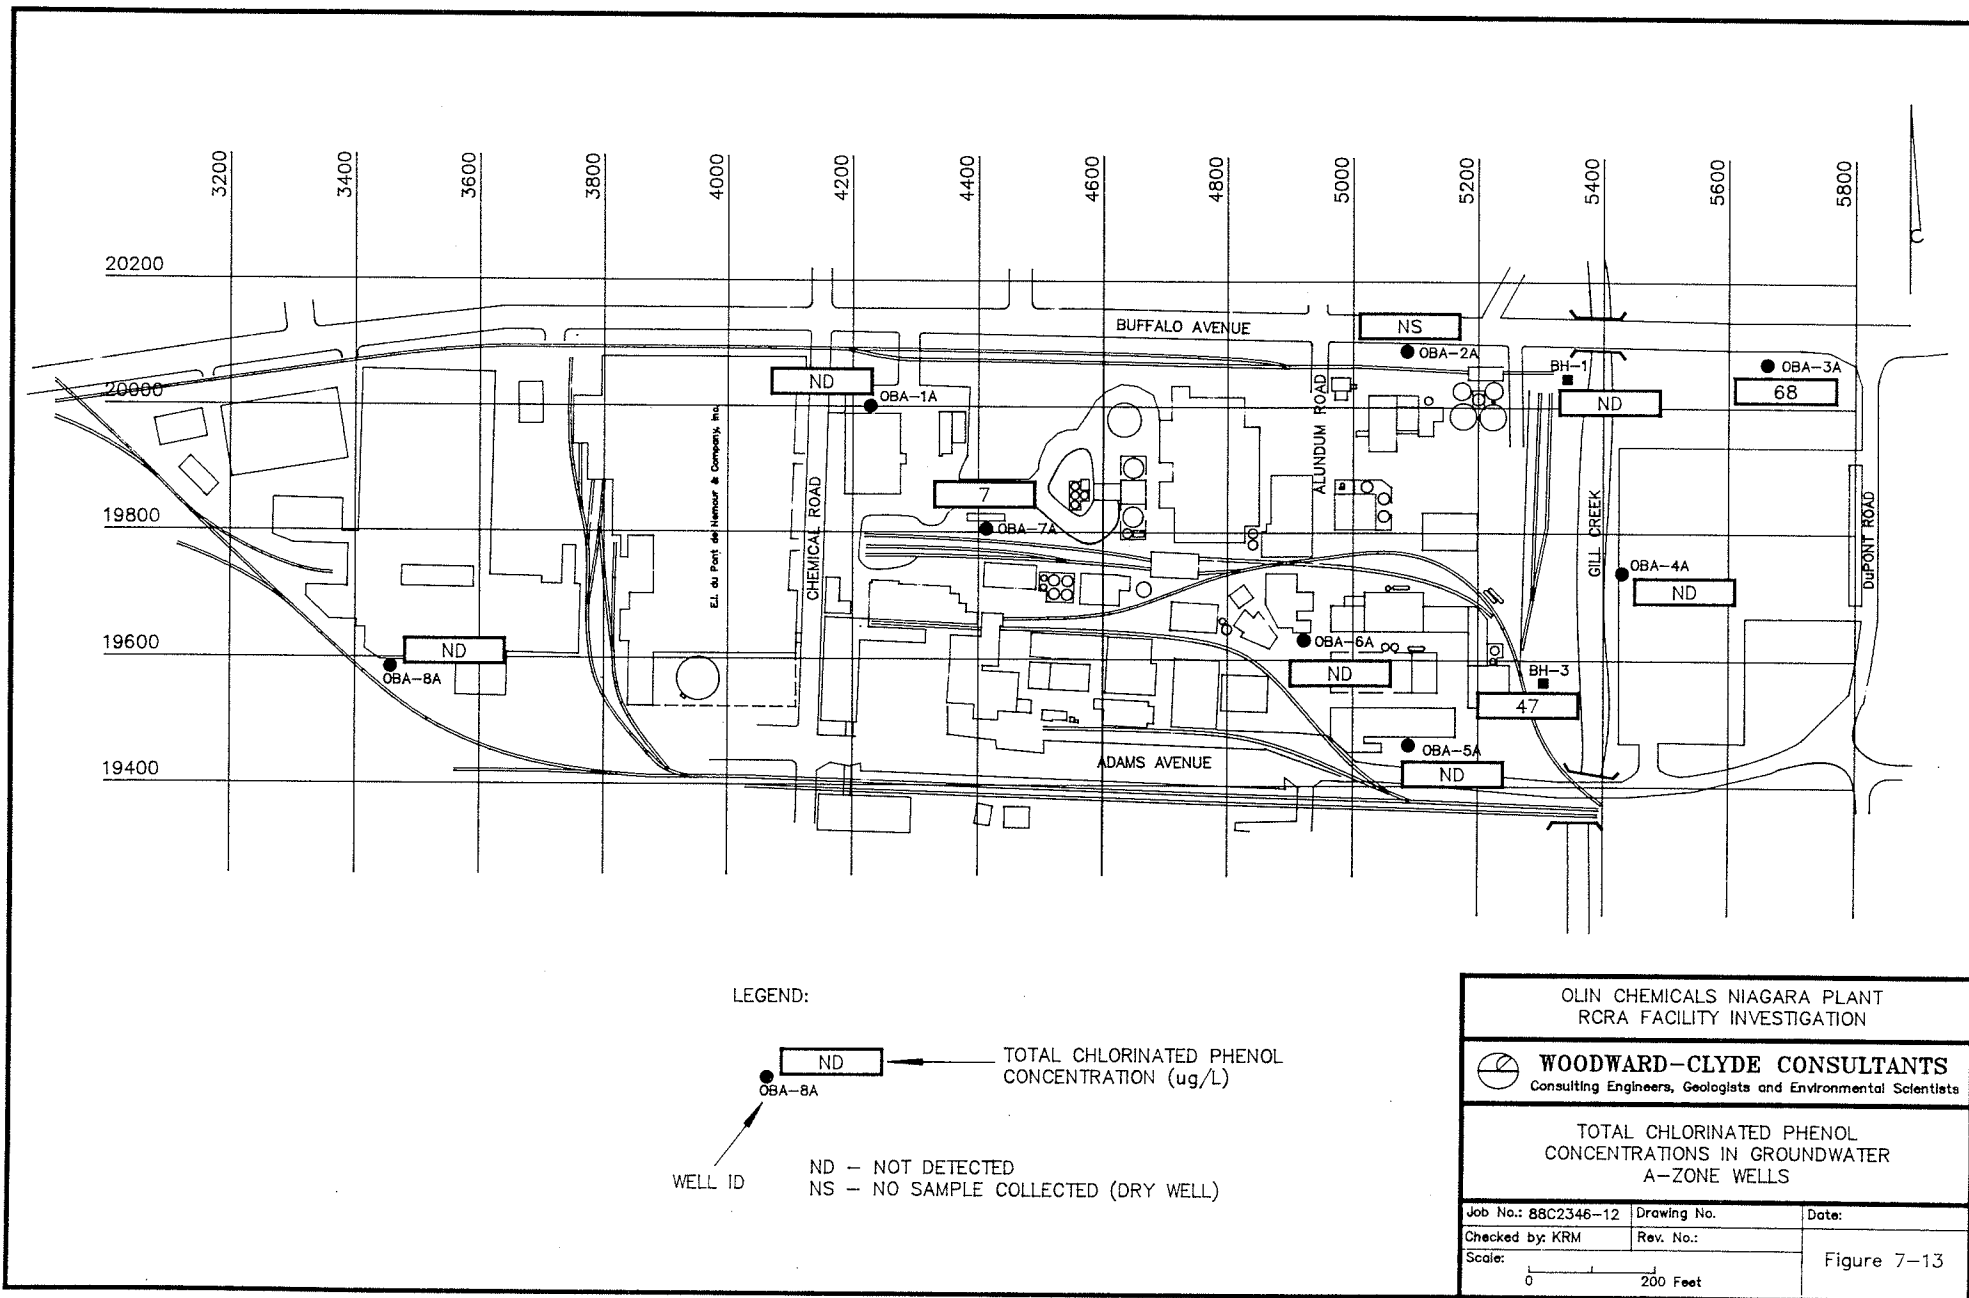 3200
3400
3600
3800
4000
4200
4400
4600
4800
5000
5200
5400
5600
5800
20200
20000
19800
19600
19400
BUFFALO AVENUE
NS
OBA-2A
BH-1
ND
OBA-3A
68
ND
OBA-1A
E.I. du Pont de Nemour & Company, Inc.
CHEMICAL ROAD
ALUNDUM ROAD
GILL CREEK
DuPONT ROAD
7
OBA-7A
OBA-4A
ND
ND
OBA-8A
OBA-6A
ND
BH-3
47
OBA-5A
ND
ADAMS AVENUE
LEGEND:
ND
OBA-8A
TOTAL CHLORINATED PHENOL
CONCENTRATION (ug/L)
WELL ID
ND – NOT DETECTED
NS – NO SAMPLE COLLECTED (DRY WELL)
OLIN CHEMICALS NIAGARA PLANT
RCRA FACILITY INVESTIGATION
WOODWARD-CLYDE CONSULTANTS
Consulting Engineers, Geologists and Environmental Scientists
TOTAL CHLORINATED PHENOL
CONCENTRATIONS IN GROUNDWATER
A-ZONE WELLS
Job No.: 88C2346-12 Drawing No. Date:
Checked by: KRM Rev. No.:
Scale:
0 200 Feet
Figure 7-13